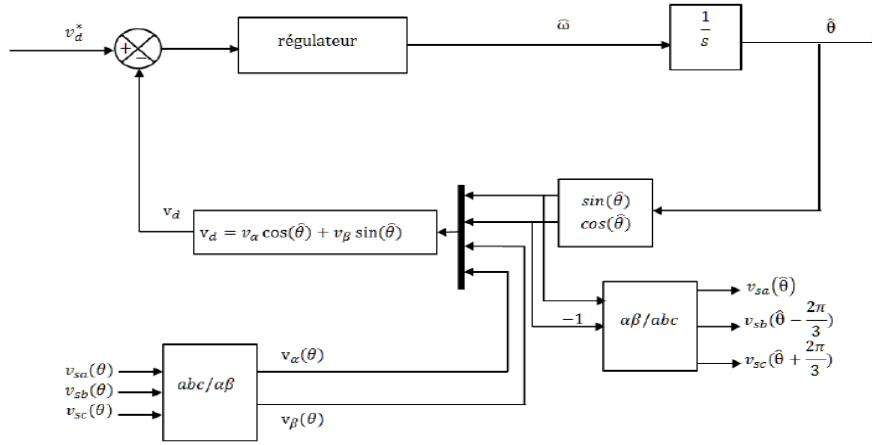 v_d^*
+
−
régulateur
ω̂
1/s
θ̂
v_d
v_d = v_α cos(θ̂) + v_β sin(θ̂)
sin(θ̂)
cos(θ̂)
−1
αβ/abc
v_sa(θ̂)
v_sb(θ̂ − 2π/3)
v_sc(θ̂ + 2π/3)
v_sa(θ)
v_sb(θ)
v_sc(θ)
abc/αβ
v_α(θ)
v_β(θ)